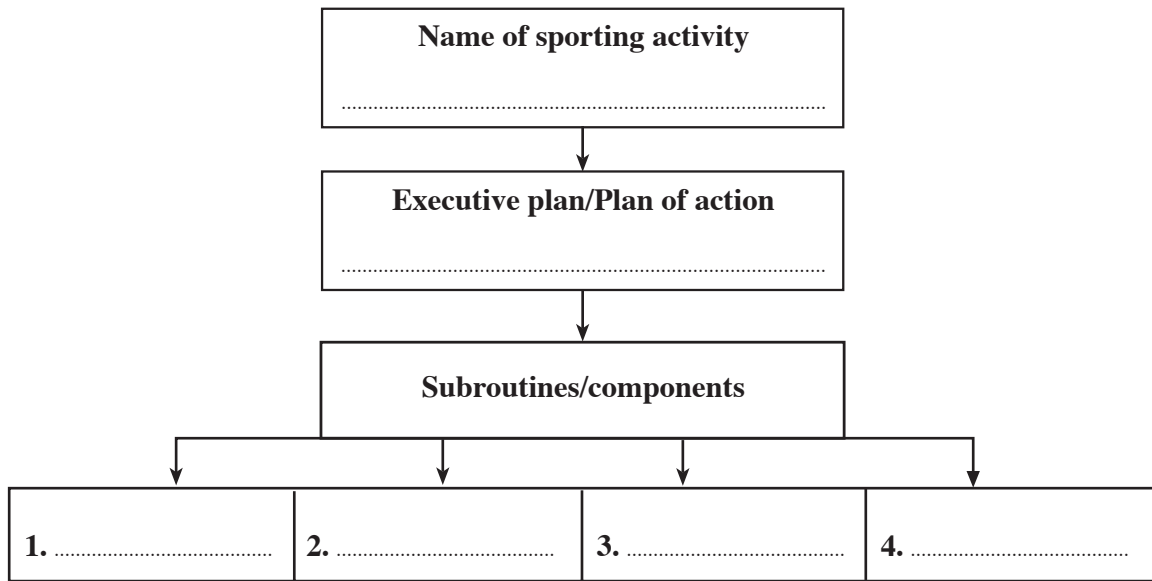 Name of sporting activity
................................................................................................
Executive plan/Plan of action
................................................................................................
Subroutines/components
1. ........................................... 2. ........................................... 3. ........................................... 4. ...........................................